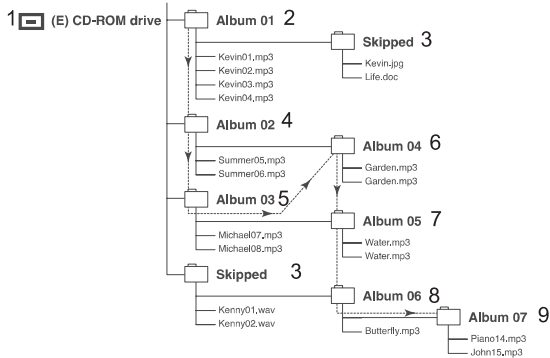 1 (E) CD-ROM drive
Album 01 2
Kevin01.mp3
Kevin02.mp3
Kevin03.mp3
Kevin04.mp3
Skipped 3
Kevin.jpg
Life.doc
Album 02 4
Summer05.mp3
Summer06.mp3
Album 04 6
Garden.mp3
Garden.mp3
Album 03 5
Michael07.mp3
Michael08.mp3
Album 05 7
Water.mp3
Water.mp3
Skipped 3
Kenny01.wav
Kenny02.wav
Album 06 8
Butterfly.mp3
Album 07 9
Piano14.mp3
John15.mp3